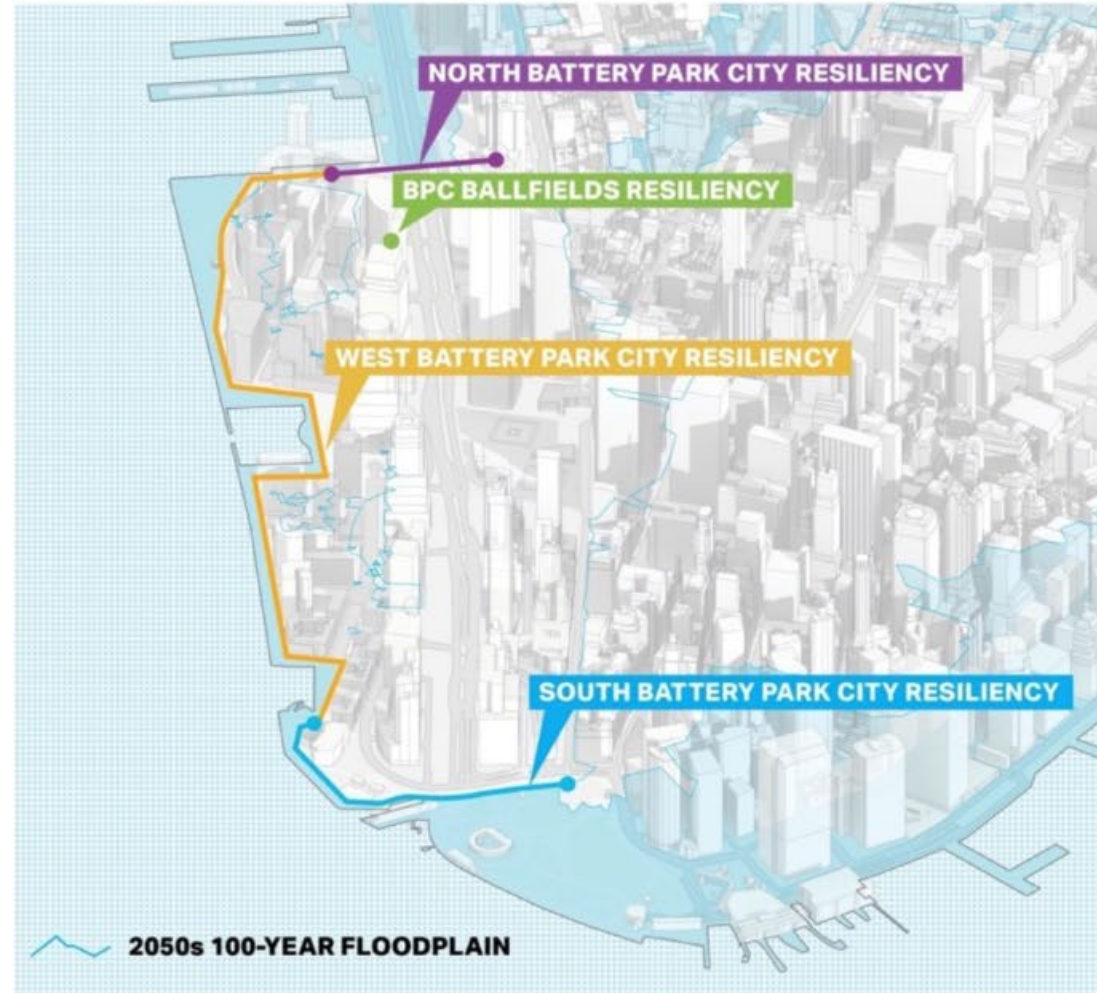 NORTH BATTERY PARK CITY RESILIENCY
BPC BALLFIELDS RESILIENCY
WEST BATTERY PARK CITY RESILIENCY
SOUTH BATTERY PARK CITY RESILIENCY
2050s 100-YEAR FLOODPLAIN